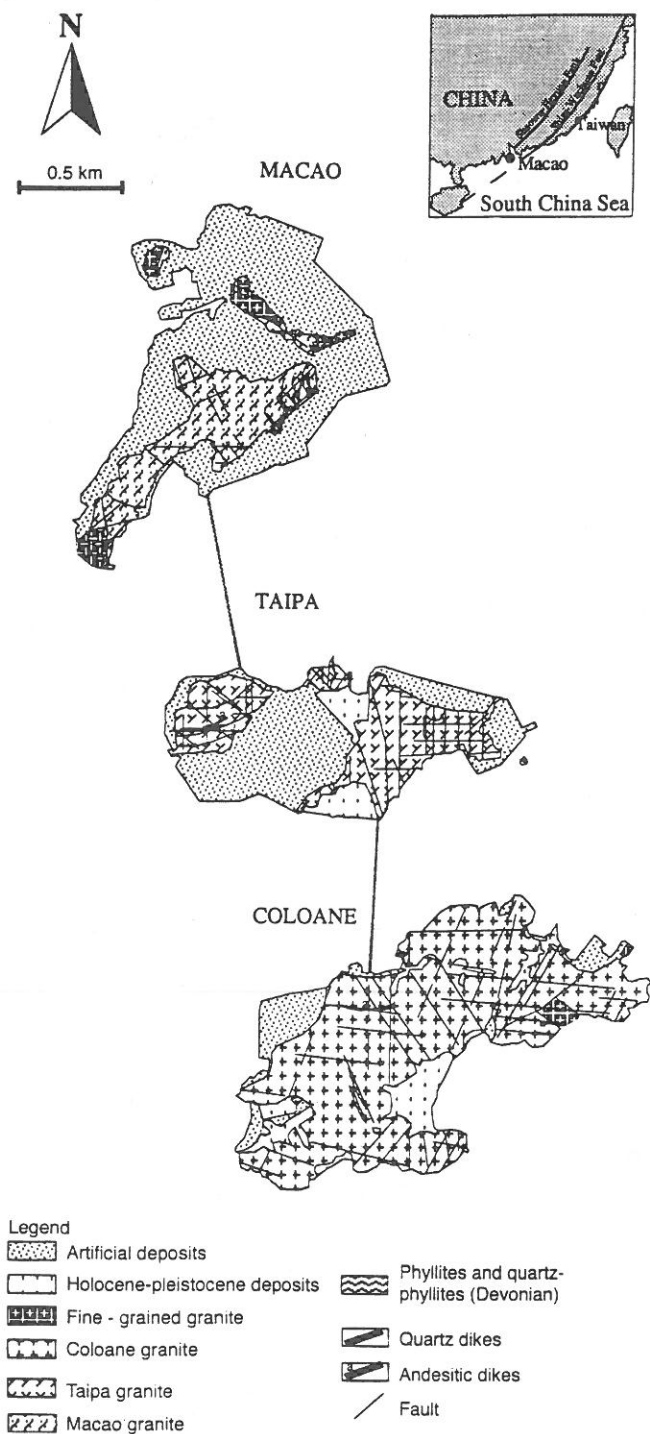 N
0.5 km
MACAO
CHINA
Taiwan
Macao
South China Sea
TAIPA
COLOANE
Legend
Artificial deposits
Holocene-pleistocene deposits
Fine - grained granite
Coloane granite
Taipa granite
Macao granite
Phyllites and quartz-
phyllites (Devonian)
Quartz dikes
Andesitic dikes
Fault